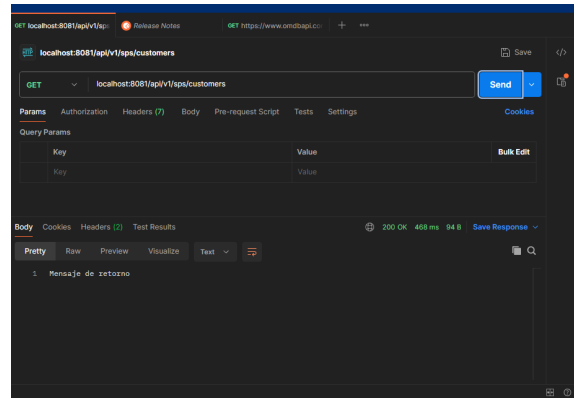 GET localhost:8081/api/v1/sps
Release Notes
GET https://www.omdbapi.co
localhost:8081/api/v1/sps/customers
Save
GET
localhost:8081/api/v1/sps/customers
Send
Params Authorization Headers (7) Body Pre-request Script Tests Settings Cookies
Query Params
Key Value Bulk Edit
Key Value
Body Cookies Headers (2) Test Results 200 OK 468 ms 94 B Save Response
Pretty Raw Preview Visualize Text
1 Mensaje de retorno